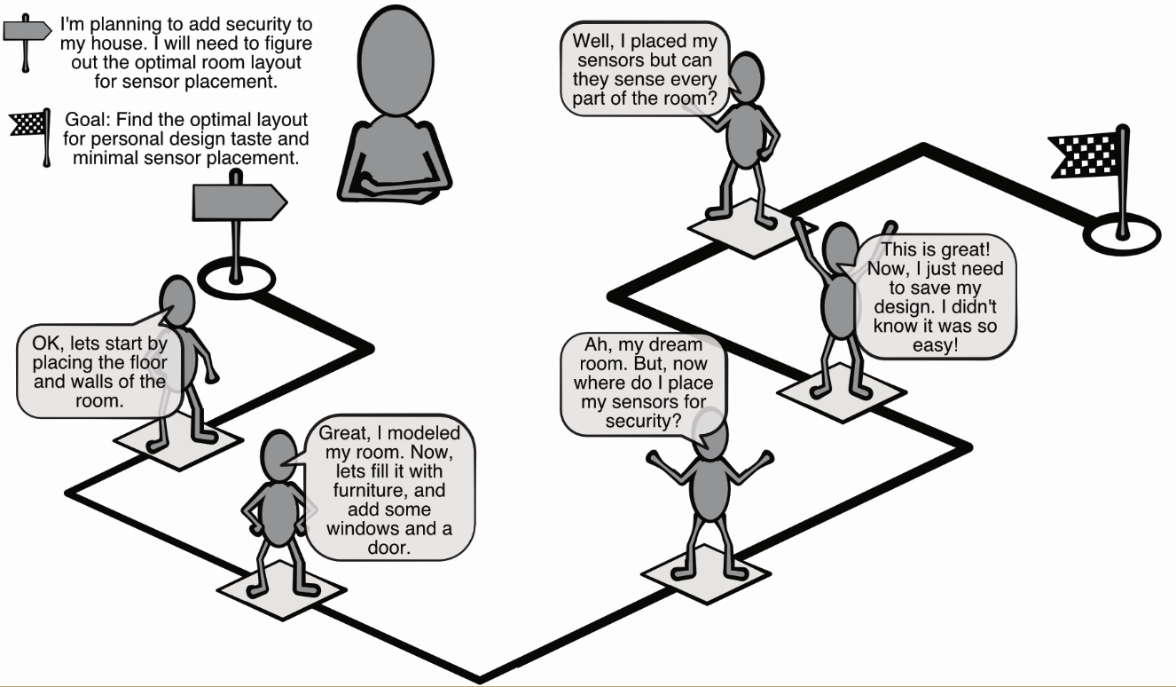 I'm planning to add security to
my house. I will need to figure
out the optimal room layout
for sensor placement.
Goal: Find the optimal layout
for personal design taste and
minimal sensor placement.
OK, lets start by
placing the floor
and walls of the
room.
Great, I modeled
my room. Now,
lets fill it with
furniture, and
add some
windows and a
door.
Ah, my dream
room. But, now
where do I place
my sensors for
security?
This is great!
Now, I just need
to save my
design. I didn't
know it was so
easy!
Well, I placed my
sensors but can
they sense every
part of the room?